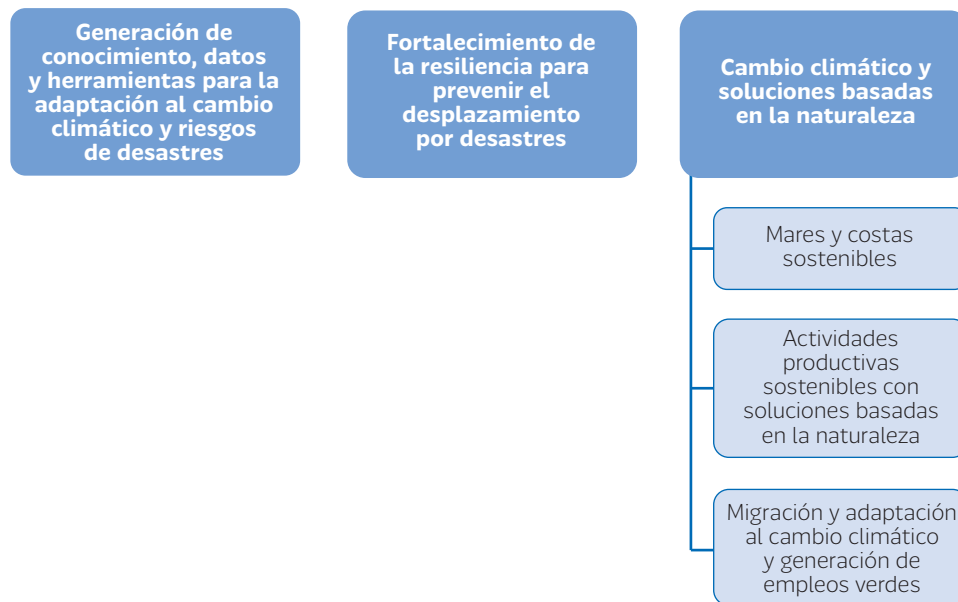 Generación de
conocimiento, datos
y herramientas para la
adaptación al cambio
climático y riesgos
de desastres
Fortalecimiento de
la resiliencia para
prevenir el
desplazamiento
por desastres
Cambio climático y
soluciones basadas
en la naturaleza
Mares y costas
sostenibles
Actividades
productivas
sostenibles con
soluciones basadas
en la naturaleza
Migración y adaptación
al cambio climático
y generación de
empleos verdes